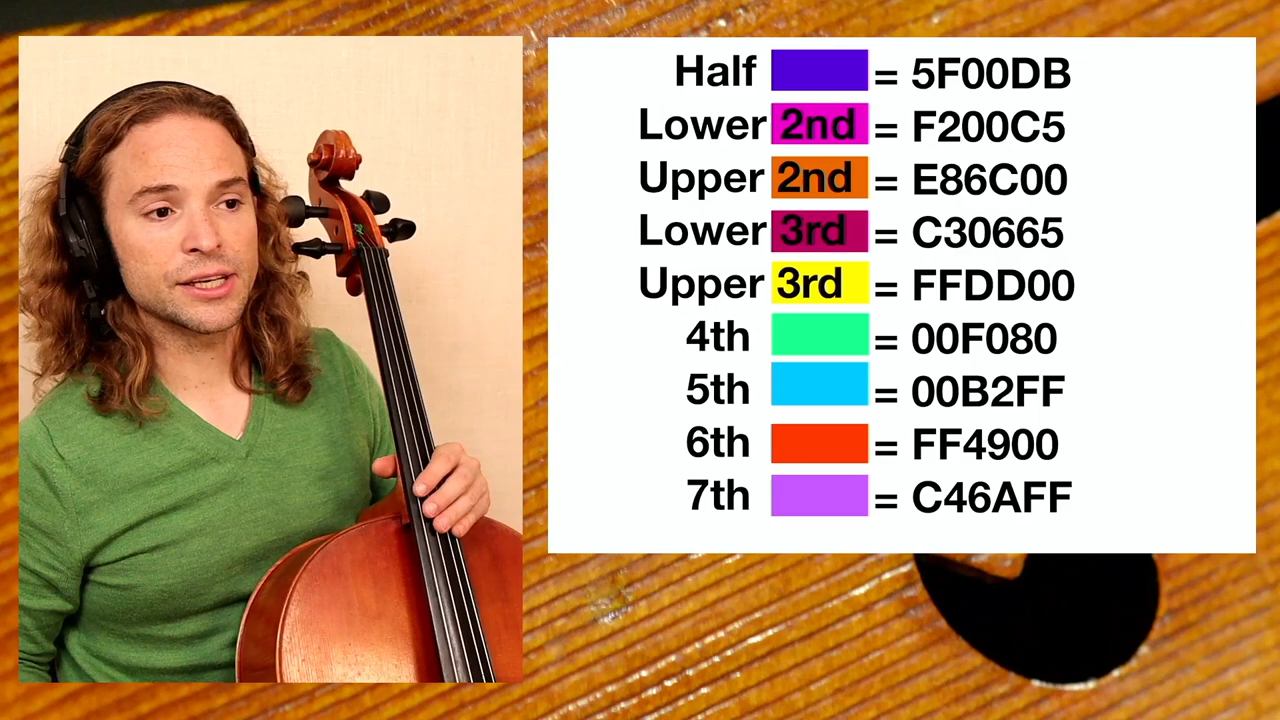 Half = 5F00DB
Lower 2nd = F200C5
Upper 2nd = E86C00
Lower 3rd = C30665
Upper 3rd = FFDD00
4th = 00F080
5th = 00B2FF
6th = FF4900
7th = C46AFF